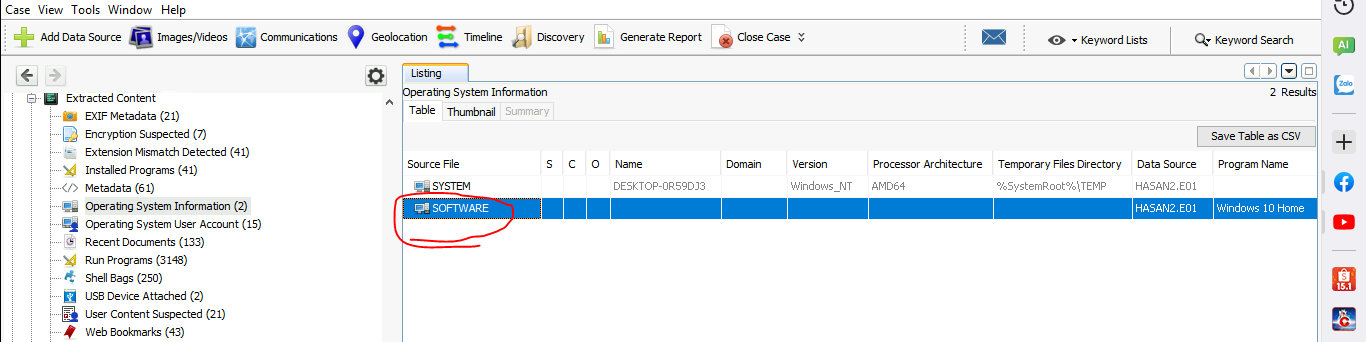 Case View Tools Window Help
Add Data Source Images/Videos Communications Geolocation Timeline Discovery Generate Report Close Case Keyword Lists Keyword Search
Listing
Operating System Information 2 Results
Table Thumbnail Summary
Save Table as CSV
Source File S C O Name Domain Version Processor Architecture Temporary Files Directory Data Source Program Name
SYSTEM DESKTOP-0R59DJ3 Windows_NT AMD64 %SystemRoot%\TEMP HASAN2.E01
SOFTWARE HASAN2.E01 Windows 10 Home
Extracted Content
EXIF Metadata (21)
Encryption Suspected (7)
Extension Mismatch Detected (41)
Installed Programs (41)
Metadata (61)
Operating System Information (2)
Operating System User Account (15)
Recent Documents (133)
Run Programs (3148)
Shell Bags (250)
USB Device Attached (2)
User Content Suspected (21)
Web Bookmarks (43)
AI
Zalo
15.1